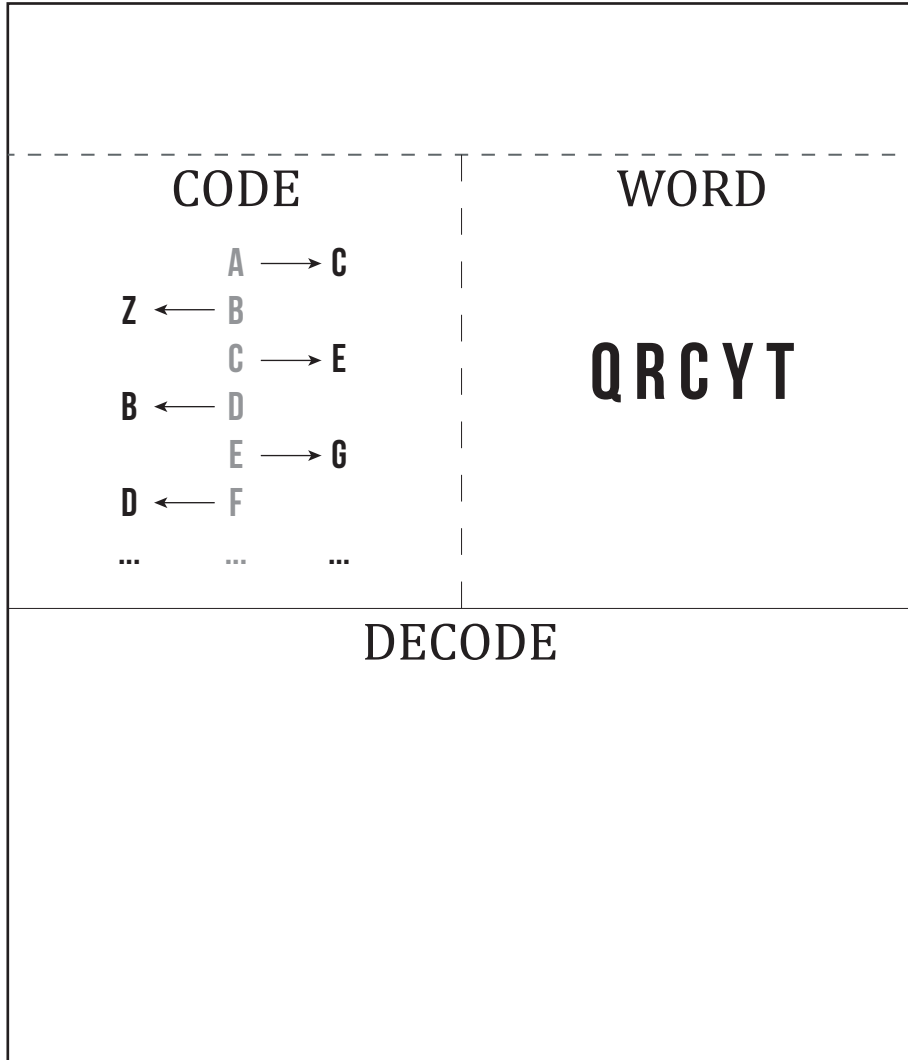 CODE
WORD
A → C
Z ← B
C → E
B ← D
E → G
D ← F
... ... ...
QRCYT
DECODE